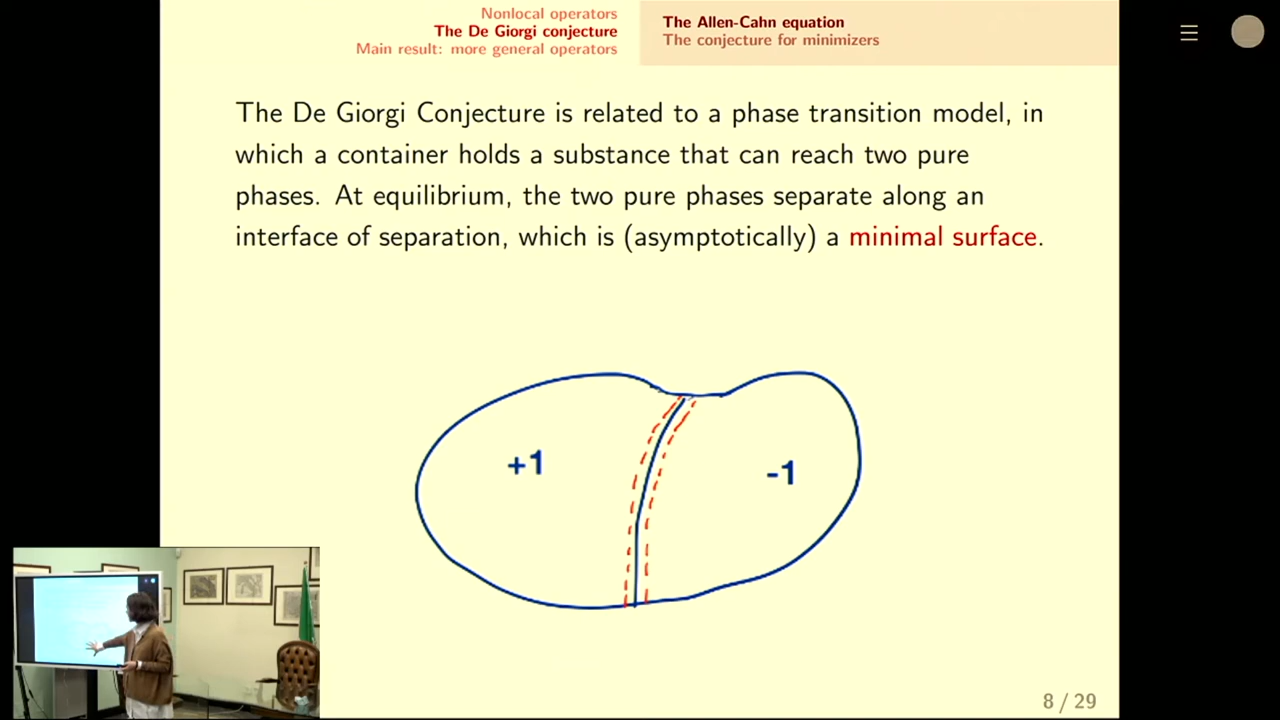 Nonlocal operators
The De Giorgi conjecture
Main result: more general operators
The Allen-Cahn equation
The conjecture for minimizers
The De Giorgi Conjecture is related to a phase transition model, in
which a container holds a substance that can reach two pure
phases. At equilibrium, the two pure phases separate along an
interface of separation, which is (asymptotically) a minimal surface.
+1
-1
8 / 29